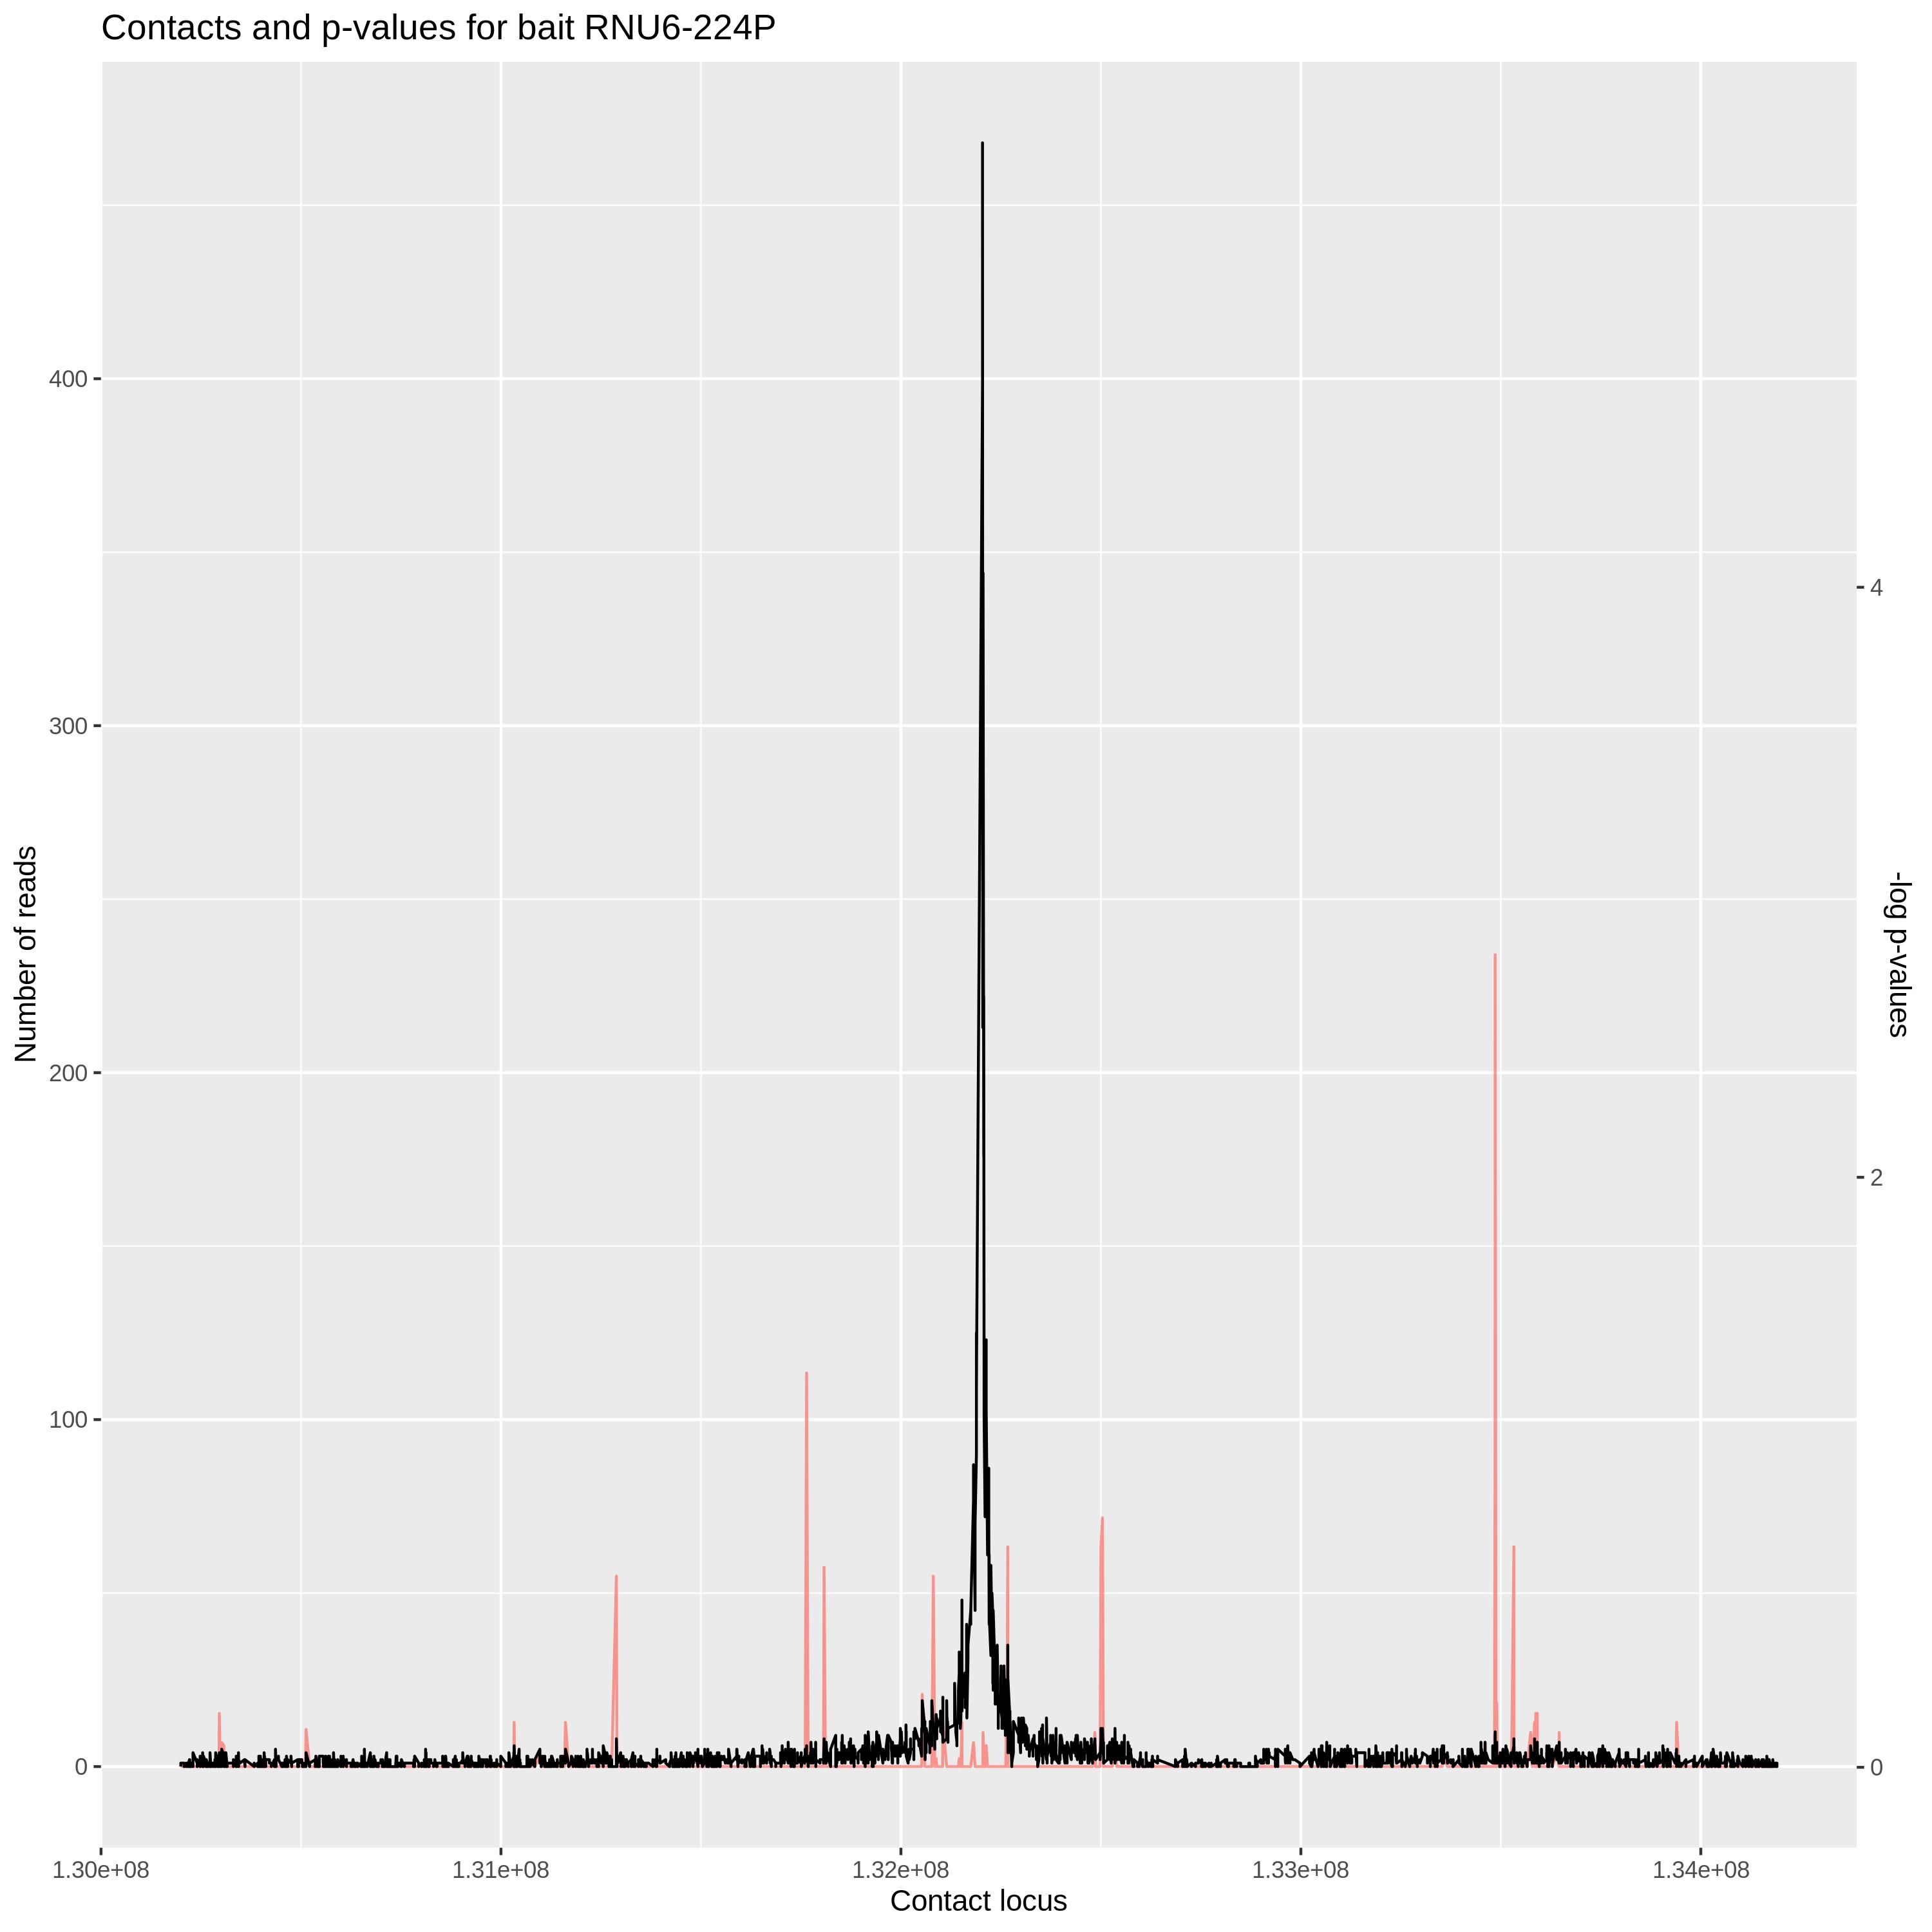 Contacts and p-values for bait RNU6-224P
400
300
200
100
0
Number of reads
4
2
0
-log p-values
1.30e+08
1.31e+08
1.32e+08
1.33e+08
1.34e+08
Contact locus